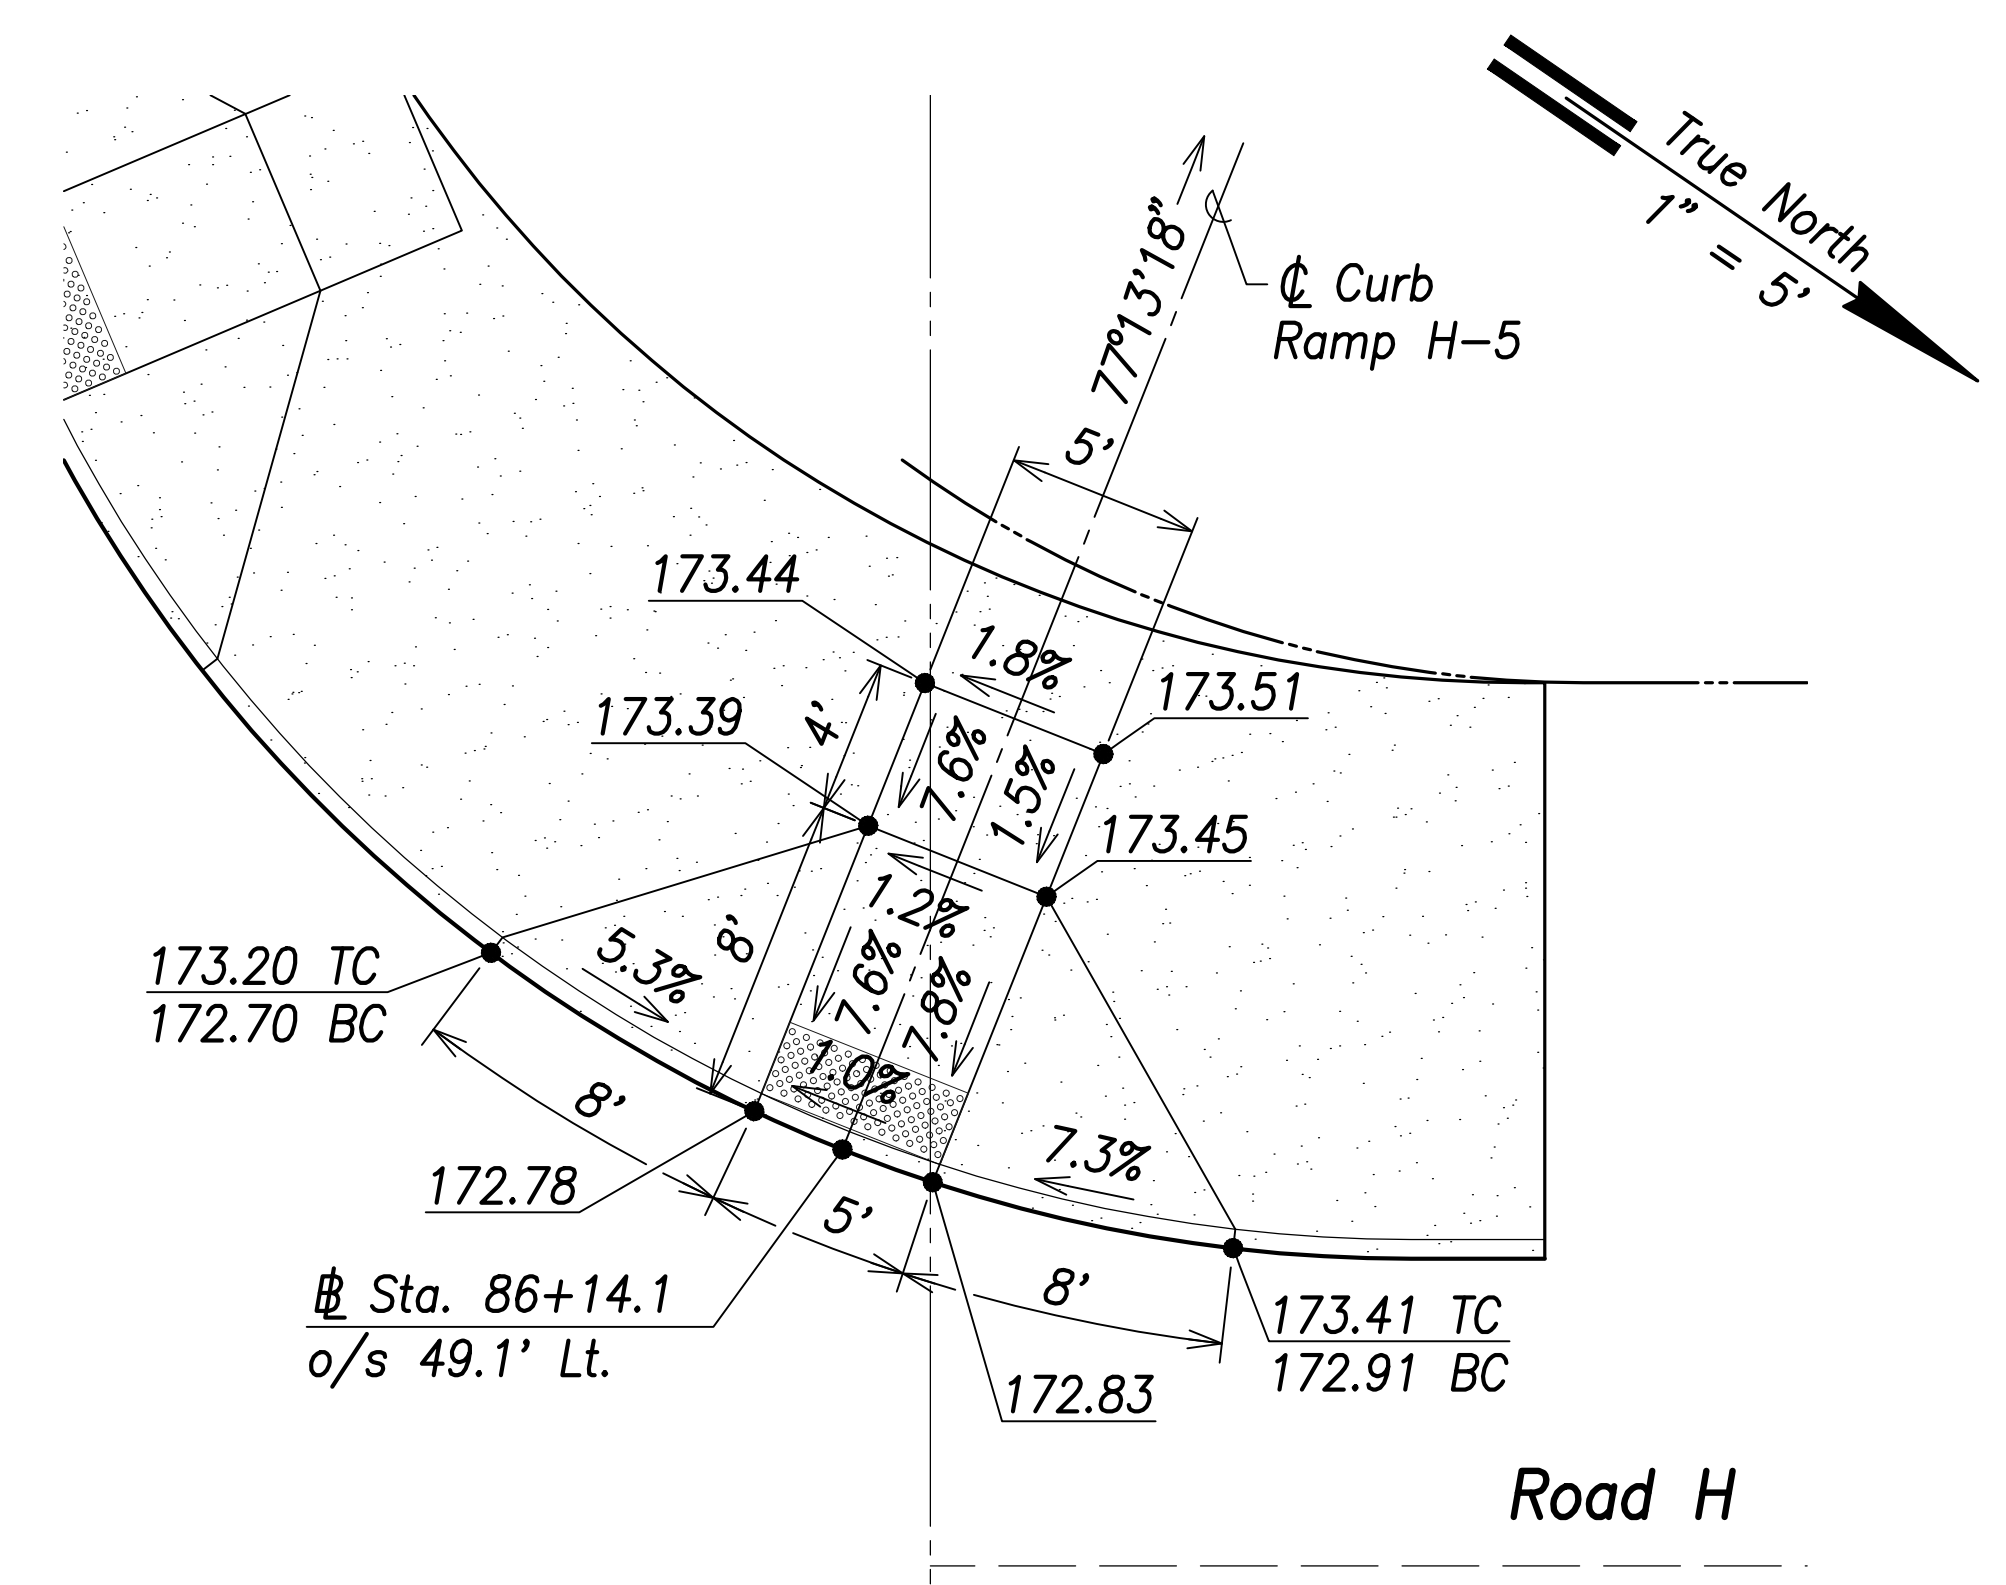 True North
1” = 5’
77°13’18”
℄ Curb
Ramp H-5
5’
173.44
1.8%
173.51
173.39
4’
7.6%
1.5%
173.45
1.2%
8’
5.3%
7.6%
7.8%
173.20 TC
172.70 BC
1.0%
8’
7.3%
172.78
5’
8’
B̵L Sta. 86+14.1
o/s 49.1’ Lt.
173.41 TC
172.91 BC
172.83
Road H